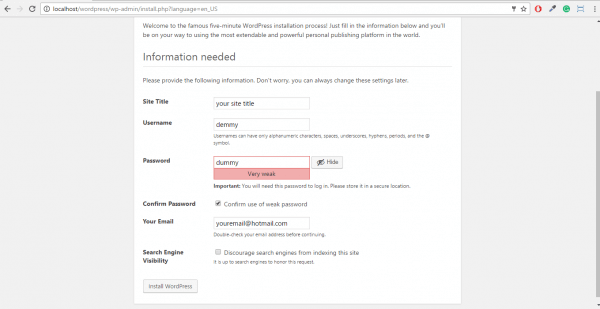 localhost/wordpress/wp-admin/install.php?language=en_US
Welcome to the famous five-minute WordPress installation process! Just fill in the information below and you'll
be on your way to using the most extendable and powerful personal publishing platform in the world.
Information needed
Please provide the following information. Don't worry, you can always change these settings later.
Site Title
your site title
Username
demmy
Usernames can have only alphanumeric characters, spaces, underscores, hyphens, periods, and the @
symbol.
Password
dummy
Hide
Very weak
Important: You will need this password to log in. Please store it in a secure location.
Confirm Password
Confirm use of weak password
Your Email
youremail@hotmail.com
Double-check your email address before continuing.
Search Engine
Visibility
Discourage search engines from indexing this site
It is up to search engines to honor this request.
Install WordPress